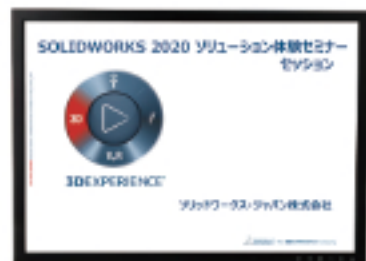 SOLIDWORKS 2020 ソリューション体験セミナー
セッション
3D
V.R
3DEXPERIENCE
ソリッドワークス・ジャパン株式会社